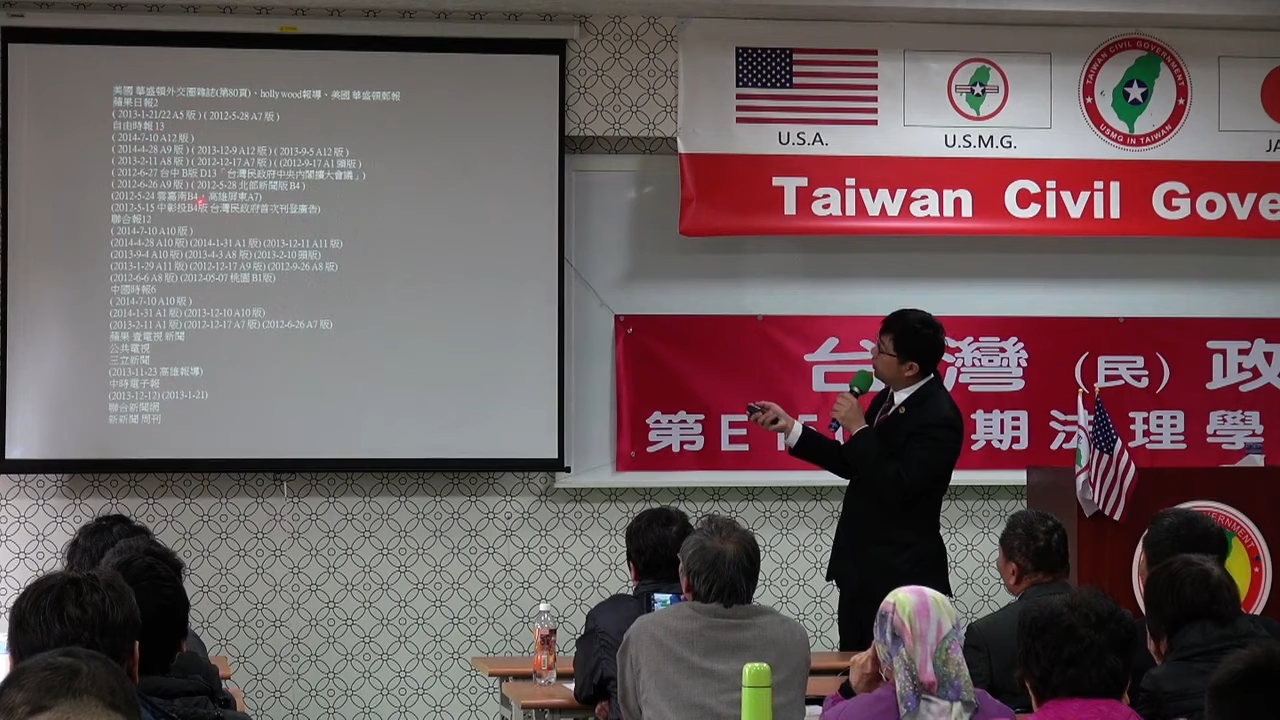 美國 華盛頓外交圈雜誌(第80頁)、hollywood報導、美國 華盛頓郵報
蘋果日報2
( 2013-1-21/22 A5 版 ) ( 2012-5-28 A7 版 )
自由時報 13
( 2014-7-10 A12 版 )
( 2014-4-28 A9 版 ) ( 2013-12-9 A12 版 ) ( 2013-9-5 A12 版 )
( 2013-2-11 A8 版 ) ( 2012-12-17 A7 版 ) ( 2012-9-17 A1 頭版 )
( 2012-6-27 台中 B版 D13「台灣民政府中央內閣擴大會議」)
( 2012-6-26 A9 版 ) ( 2012-5-28 北部新聞版 B4 )
(2012-5-24 雲嘉南B4、高雄屏東A7)
(2012-5-15 中彰投B4版 台灣民政府首次刊登廣告)
聯合報12
( 2014-7-10 A10 版 )
(2014-4-28 A10 版) (2014-1-31 A1 版) (2013-12-11 A11 版)
(2013-9-4 A10 版) (2013-4-3 A8 版) (2013-2-10 頭版)
(2013-1-29 A11 版) (2012-12-17 A9 版) (2012-9-26 A8 版)
(2012-6-6 A8 版) (2012-05-07 桃園 B1版)
中國時報6
( 2014-7-10 A10 版 )
(2014-1-31 A1 版) (2013-12-10 A10 版)
(2013-2-11 A1 版) (2012-12-17 A7 版) (2012-6-26 A7 版)
蘋果 壹電視 新聞
公共電視
三立新聞
(2013-11-23 高雄報導)
中時電子報
(2013-12-12) (2013-1-21)
聯合新聞網
新新聞 周刊
U.S.A.
U.S.M.G.
TAIWAN CIVIL GOVERNMENT
USMG IN TAIWAN
JA
Taiwan Civil Gove
台灣（民）政
第
期法理學